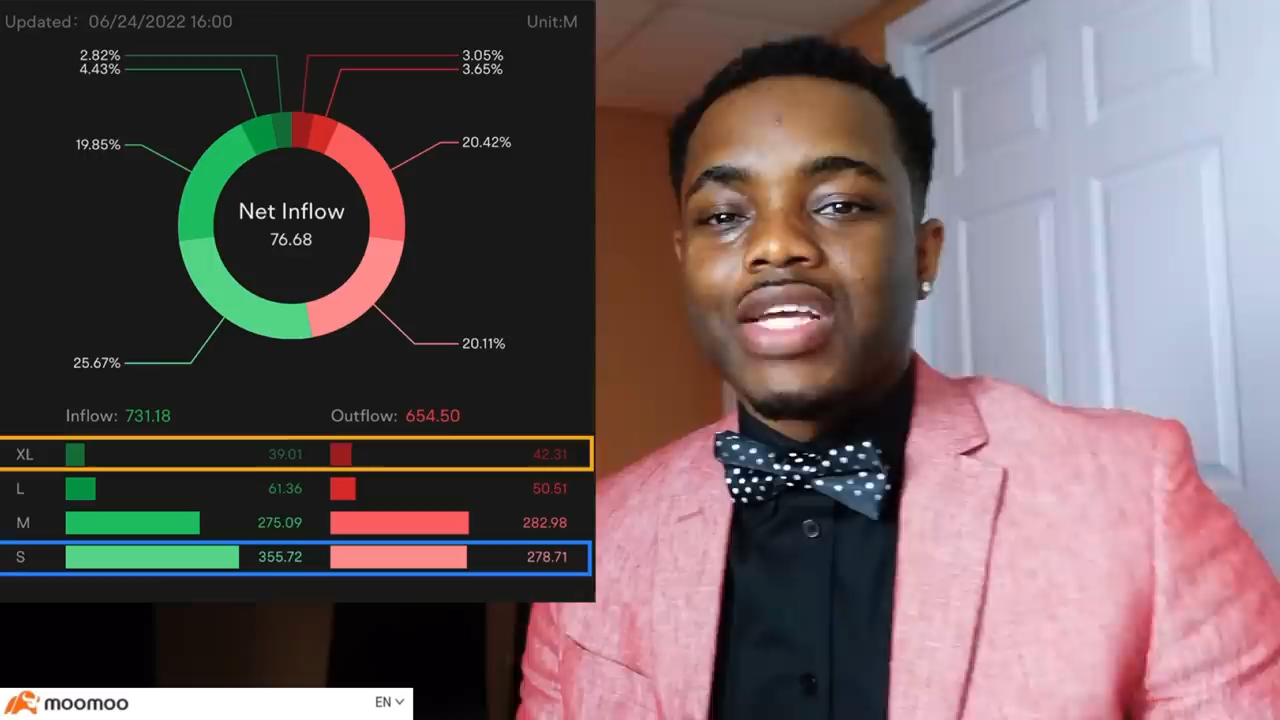 Updated: 06/24/2022 16:00 Unit:M
2.82% 3.05%
4.43% 3.65%
19.85% 20.42%
Net Inflow
76.68
25.67% 20.11%
Inflow: 731.18 Outflow: 654.50
XL 39.01 42.31
L 61.36 50.51
M 275.09 282.98
S 355.72 278.71
moomoo EN